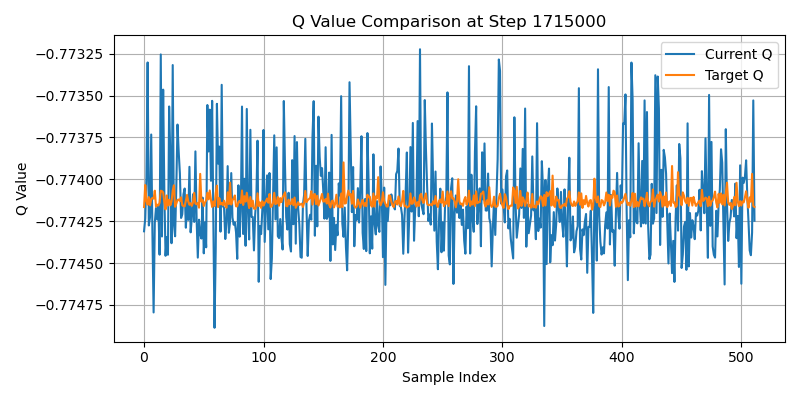 Q Value Comparison at Step 1715000
Current Q
Target Q
Q Value
−0.77325
−0.77350
−0.77375
−0.77400
−0.77425
−0.77450
−0.77475
0 100 200 300 400 500
Sample Index